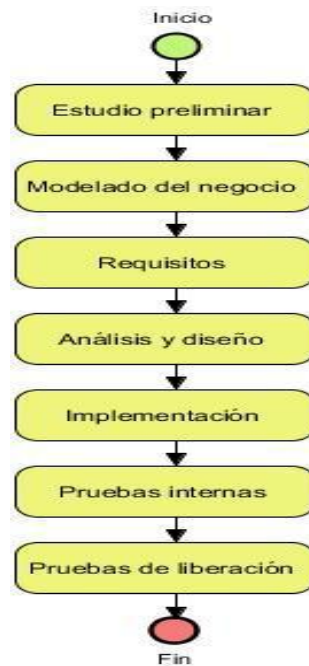 Inicio
Estudio preliminar
Modelado del negocio
Requisitos
Análisis y diseño
Implementación
Pruebas internas
Pruebas de liberación
Fin